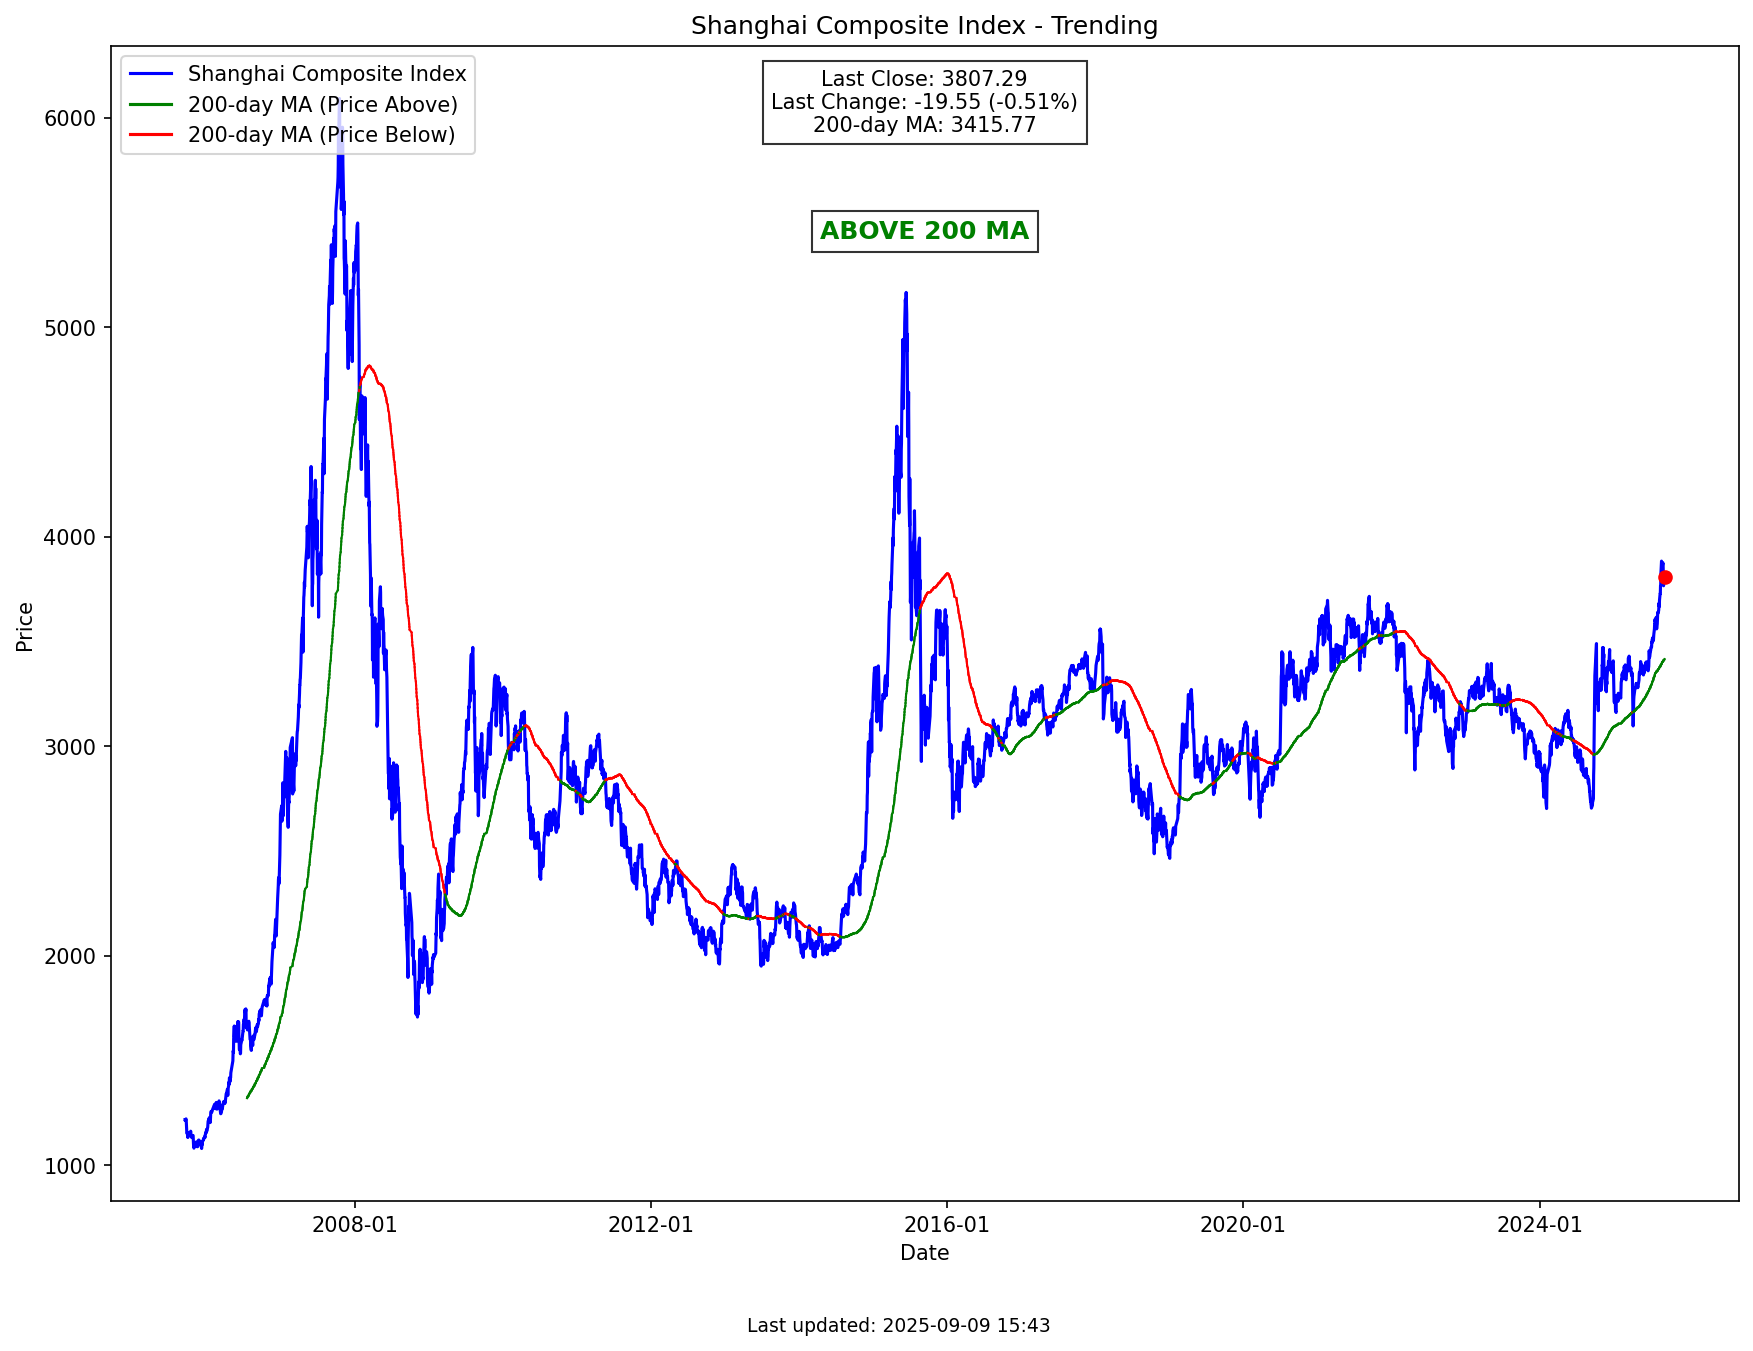 Shanghai Composite Index - Trending
Shanghai Composite Index
200-day MA (Price Above)
200-day MA (Price Below)
Last Close: 3807.29
Last Change: -19.55 (-0.51%)
200-day MA: 3415.77
ABOVE 200 MA
Price
6000
5000
4000
3000
2000
1000
2008-01
2012-01
2016-01
2020-01
2024-01
Date
Last updated: 2025-09-09 15:43